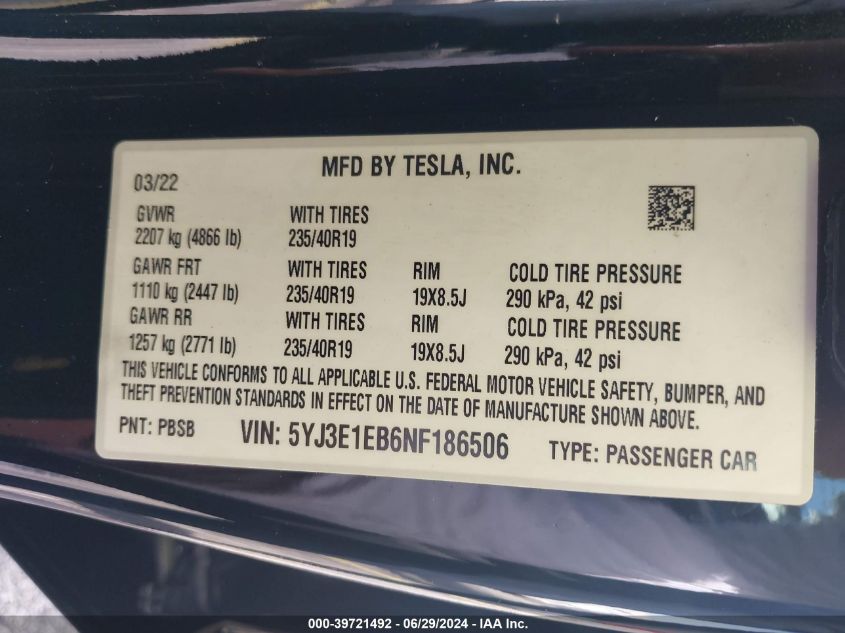 MFD BY TESLA, INC.
03/22
GVWR WITH TIRES
2207 kg (4866 lb) 235/40R19
GAWR FRT WITH TIRES RIM COLD TIRE PRESSURE
1110 kg (2447 lb) 235/40R19 19X8.5J 290 kPa, 42 psi
GAWR RR WITH TIRES RIM COLD TIRE PRESSURE
1257 kg (2771 lb) 235/40R19 19X8.5J 290 kPa, 42 psi
THIS VEHICLE CONFORMS TO ALL APPLICABLE U.S. FEDERAL MOTOR VEHICLE SAFETY, BUMPER, AND
THEFT PREVENTION STANDARDS IN EFFECT ON THE DATE OF MANUFACTURE SHOWN ABOVE.
PNT: PBSB VIN: 5YJ3E1EB6NF186506 TYPE: PASSENGER CAR
000-39721492 - 06/29/2024 - IAA Inc.